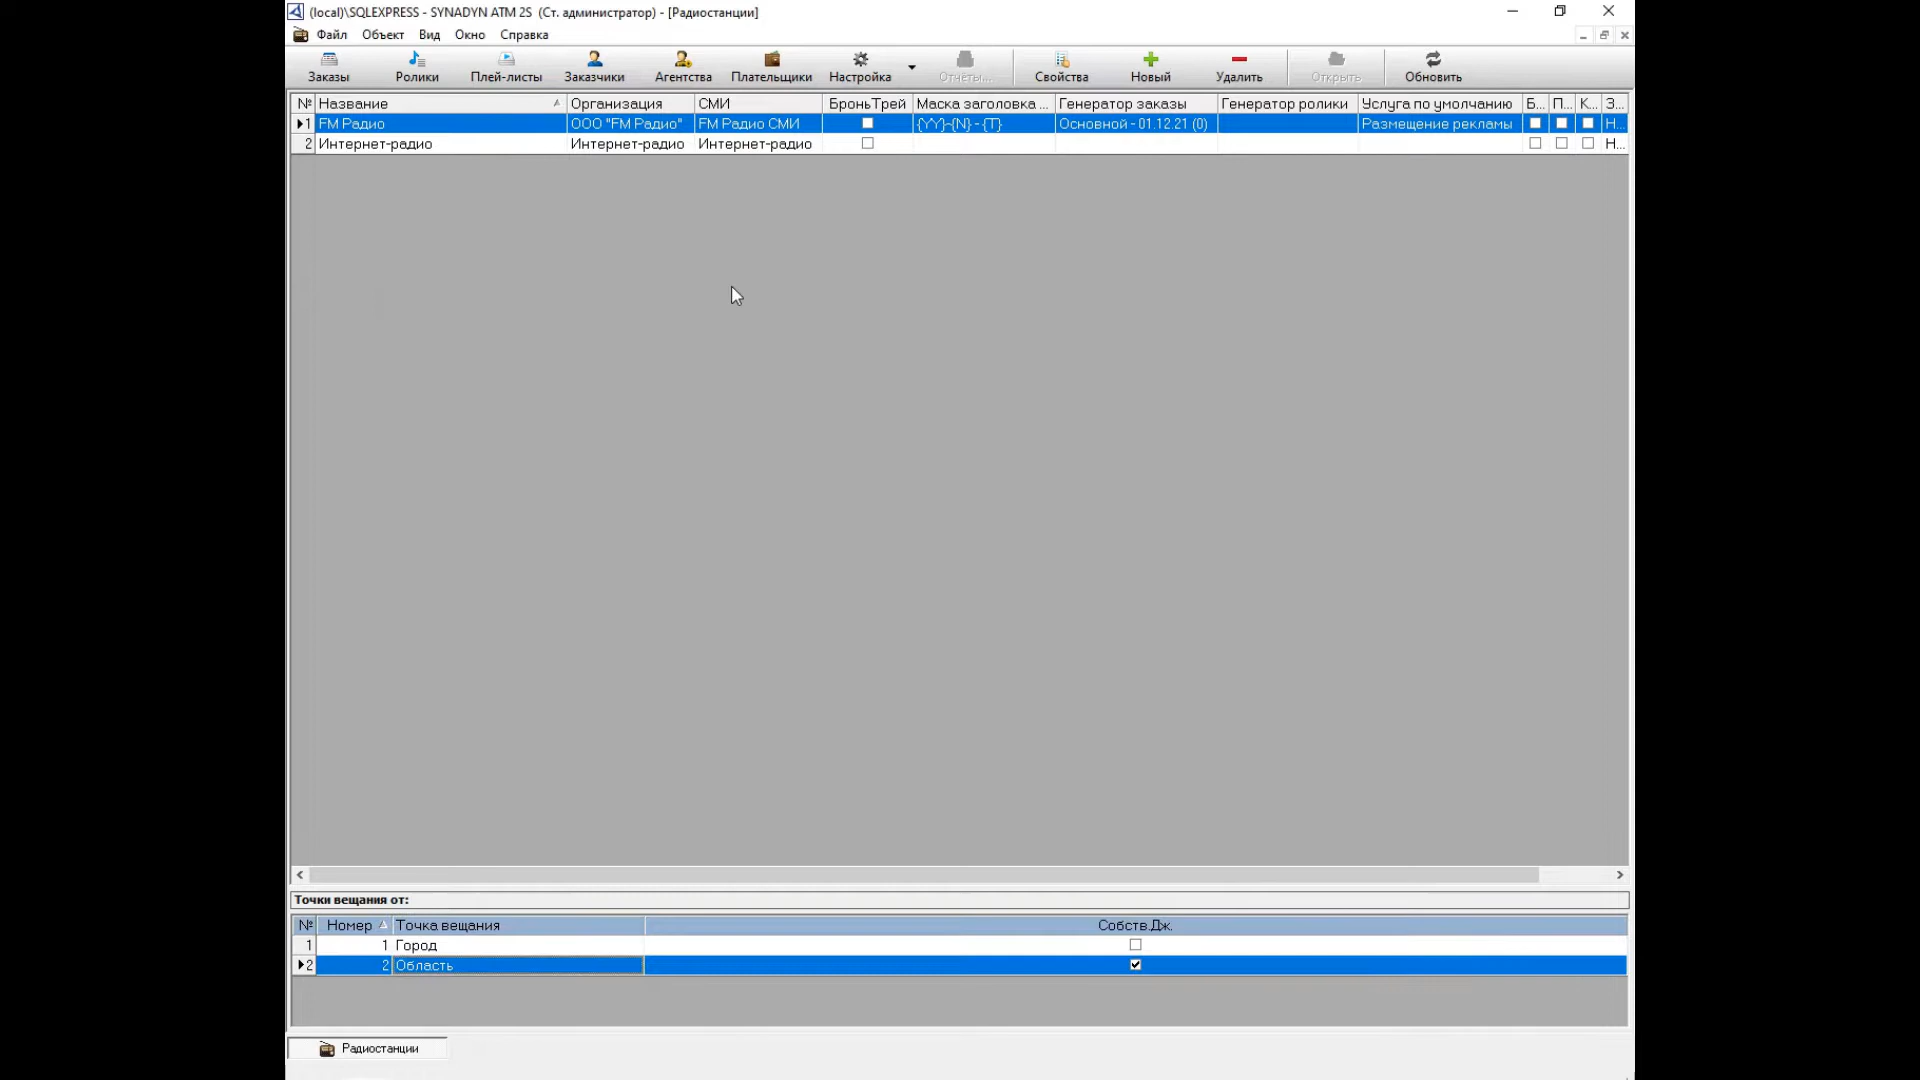 (local)\SQLEXPRESS - SYNADYN ATM 2S (Ст. администратор) - [Радиостанции]
Файл Объект Вид Окно Справка
Заказы Ролики Плей-листы Заказчики Агентства Плательщики Настройка Отчёты... Свойства Новый Удалить Открыть Обновить
№ Название Организация СМИ БроньТрей Маска заголовка ... Генератор заказы Генератор ролики Услуга по умолчанию Б... П... К... З...
1 FM Радио ООО "FM Радио" FM Радио СМИ {YY}-{N} - {T} Основной - 01.12.21 (0) Размещение рекламы Н...
2 Интернет-радио Интернет-радио Интернет-радио Н...
Точки вещания от:
№ Номер Точка вещания Собств.Дж.
1 1 Город
2 2 Область
Радиостанции